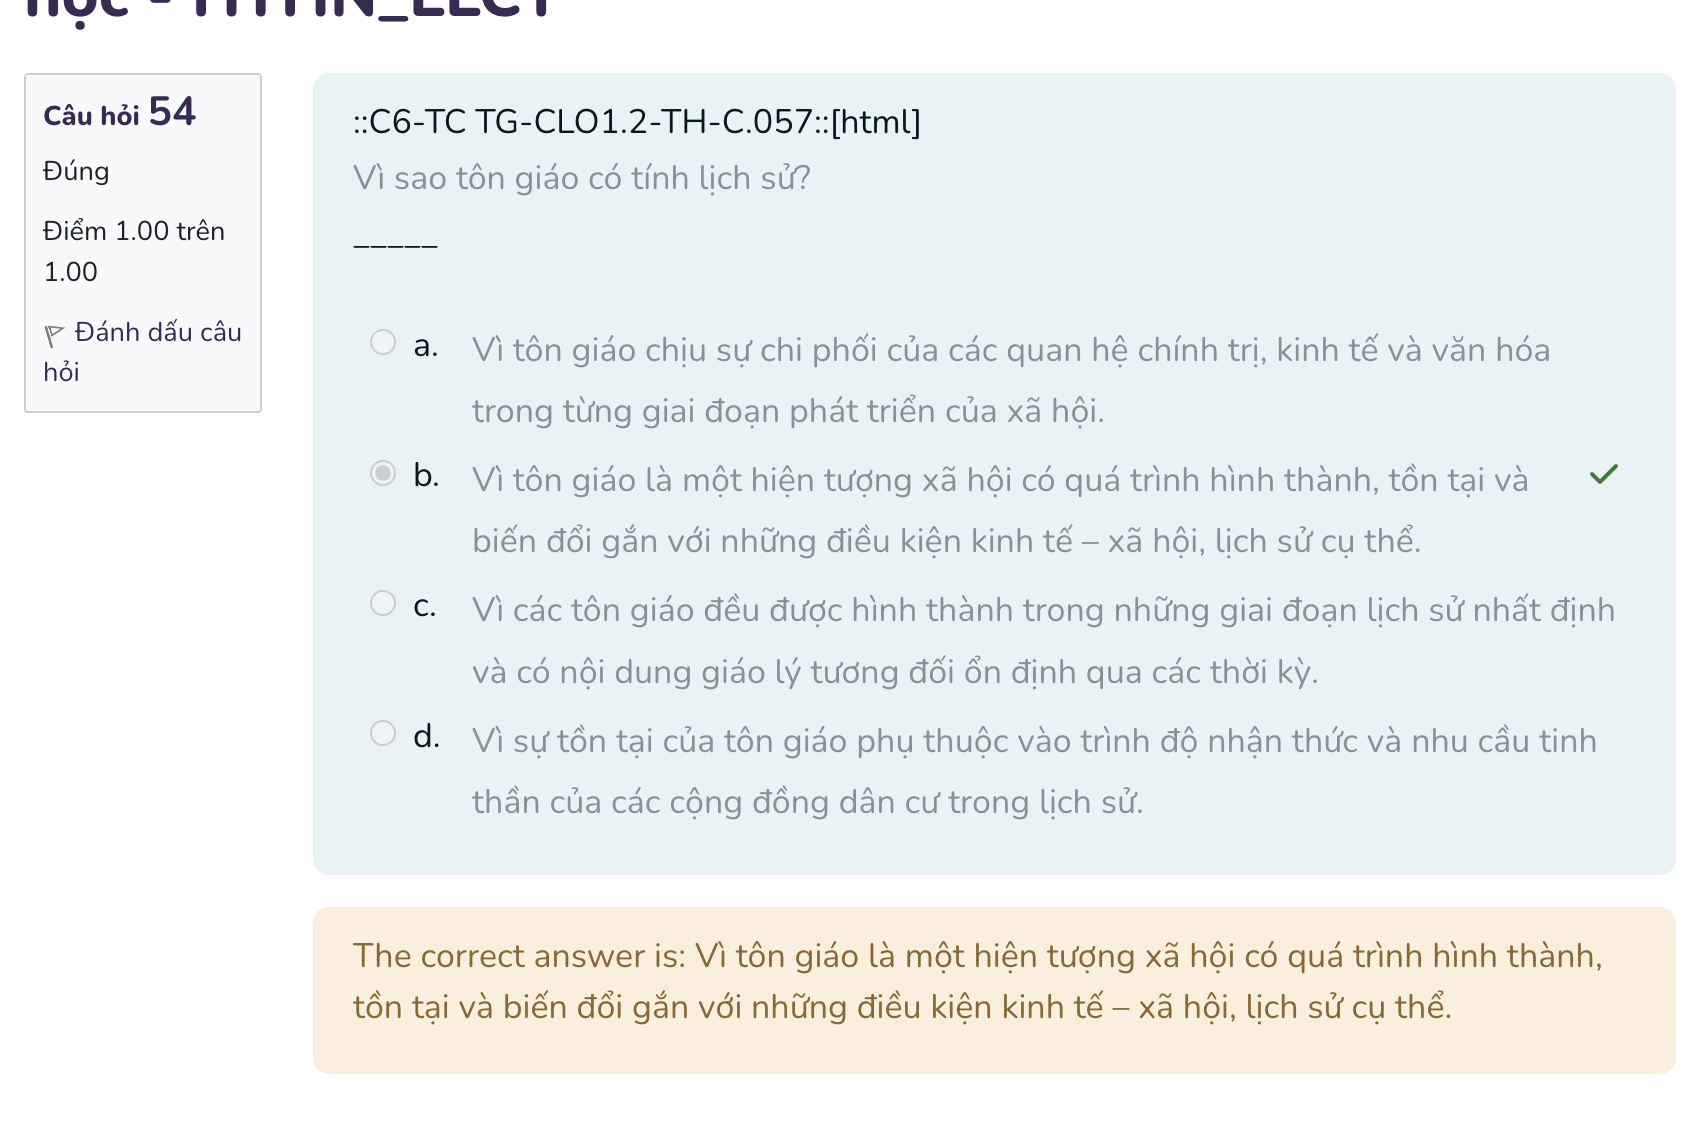 Câu hỏi 54
Đúng
Điểm 1.00 trên
1.00
Đánh dấu câu
hỏi
::C6-TC TG-CLO1.2-TH-C.057::[html]
Vì sao tôn giáo có tính lịch sử?
_____
a. Vì tôn giáo chịu sự chi phối của các quan hệ chính trị, kinh tế và văn hóa
trong từng giai đoạn phát triển của xã hội.
b. Vì tôn giáo là một hiện tượng xã hội có quá trình hình thành, tồn tại và
biến đổi gắn với những điều kiện kinh tế – xã hội, lịch sử cụ thể.
c. Vì các tôn giáo đều được hình thành trong những giai đoạn lịch sử nhất định
và có nội dung giáo lý tương đối ổn định qua các thời kỳ.
d. Vì sự tồn tại của tôn giáo phụ thuộc vào trình độ nhận thức và nhu cầu tinh
thần của các cộng đồng dân cư trong lịch sử.
The correct answer is: Vì tôn giáo là một hiện tượng xã hội có quá trình hình thành,
tồn tại và biến đổi gắn với những điều kiện kinh tế – xã hội, lịch sử cụ thể.